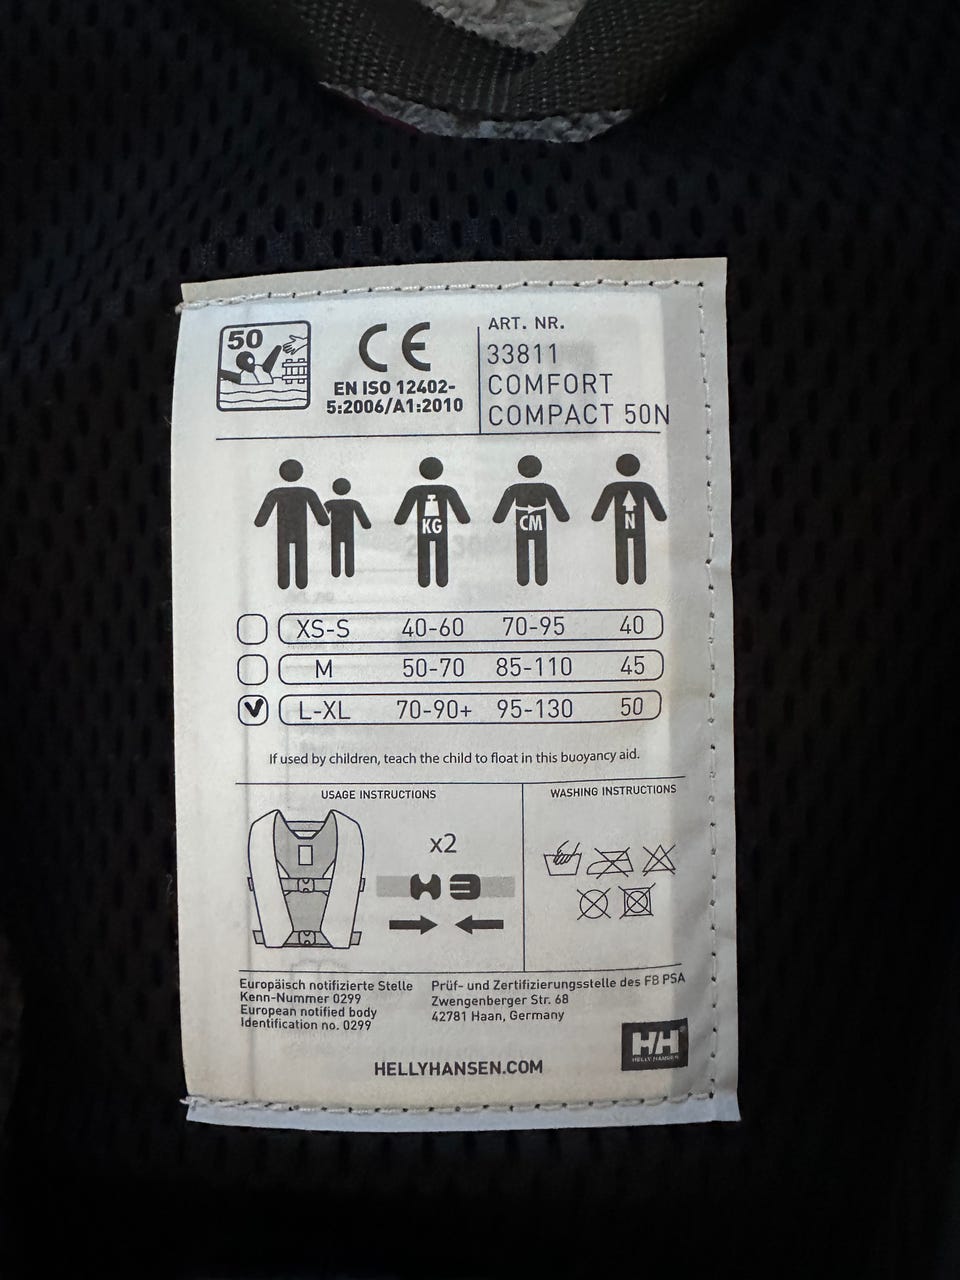 50
CE
EN ISO 12402-
5:2006/A1:2010
ART. NR.
33811
COMFORT
COMPACT 50N
KG CM N
XS-S 40-60 70-95 40
M 50-70 85-110 45
L-XL 70-90+ 95-130 50
If used by children, teach the child to float in this buoyancy aid.
USAGE INSTRUCTIONS
x2
WASHING INSTRUCTIONS
Europäisch notifizierte Stelle
Kenn-Nummer 0299
European notified body
Identification no. 0299
Prüf- und Zertifizierungsstelle des FB PSA
Zwengenberger Str. 68
42781 Haan, Germany
HH
HELLY HANSEN
HELLYHANSEN.COM